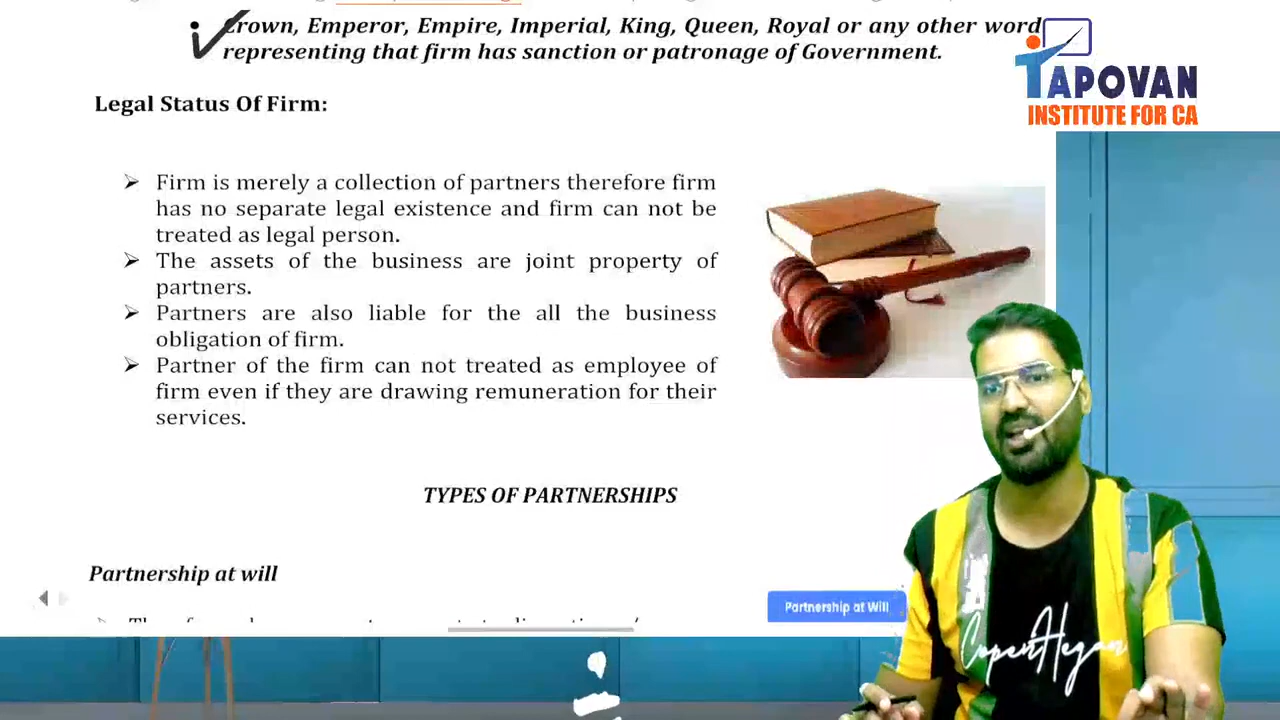 Crown, Emperor, Empire, Imperial, King, Queen, Royal or any other word
representing that firm has sanction or patronage of Government.
TAPOVAN
INSTITUTE FOR CA
Legal Status Of Firm:
➢ Firm is merely a collection of partners therefore firm
has no separate legal existence and firm can not be
treated as legal person.
➢ The assets of the business are joint property of
partners.
➢ Partners are also liable for the all the business
obligation of firm.
➢ Partner of the firm can not treated as employee of
firm even if they are drawing remuneration for their
services.
TYPES OF PARTNERSHIPS
Partnership at will
Partnership at Will
CopenHegan